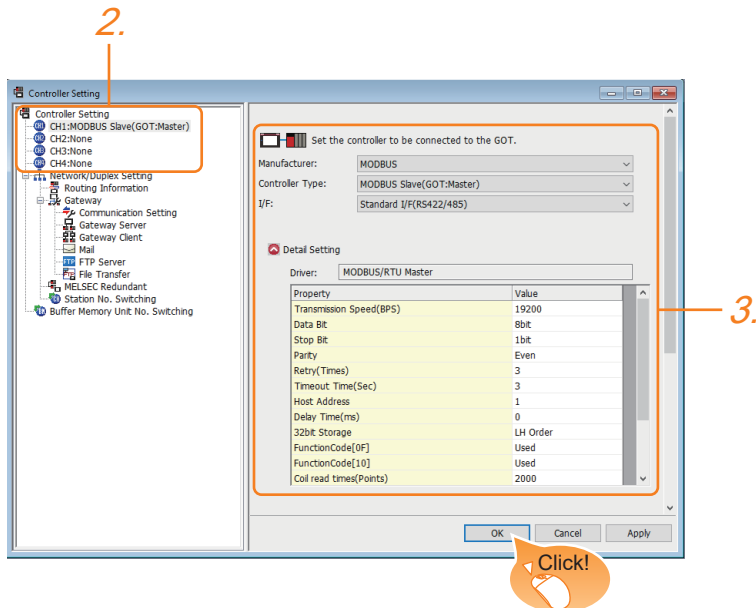 2.
Controller Setting
Controller Setting
CH1:MODBUS Slave(GOT:Master)
CH2:None
CH3:None
CH4:None
Network/Duplex Setting
Routing Information
Gateway
Communication Setting
Gateway Server
Gateway Client
Mail
FTP Server
File Transfer
MELSEC Redundant
Station No. Switching
Buffer Memory Unit No. Switching
Set the controller to be connected to the GOT.
Manufacturer: MODBUS
Controller Type: MODBUS Slave(GOT:Master)
I/F: Standard I/F(RS422/485)
Detail Setting
Driver: MODBUS/RTU Master
Property Value
Transmission Speed(BPS) 19200
Data Bit 8bit
Stop Bit 1bit
Parity Even
Retry(Times) 3
Timeout Time(Sec) 3
Host Address 1
Delay Time(ms) 0
32bit Storage LH Order
FunctionCode[0F] Used
FunctionCode[10] Used
Coil read times(Points) 2000
3.
OK Cancel Apply
Click!